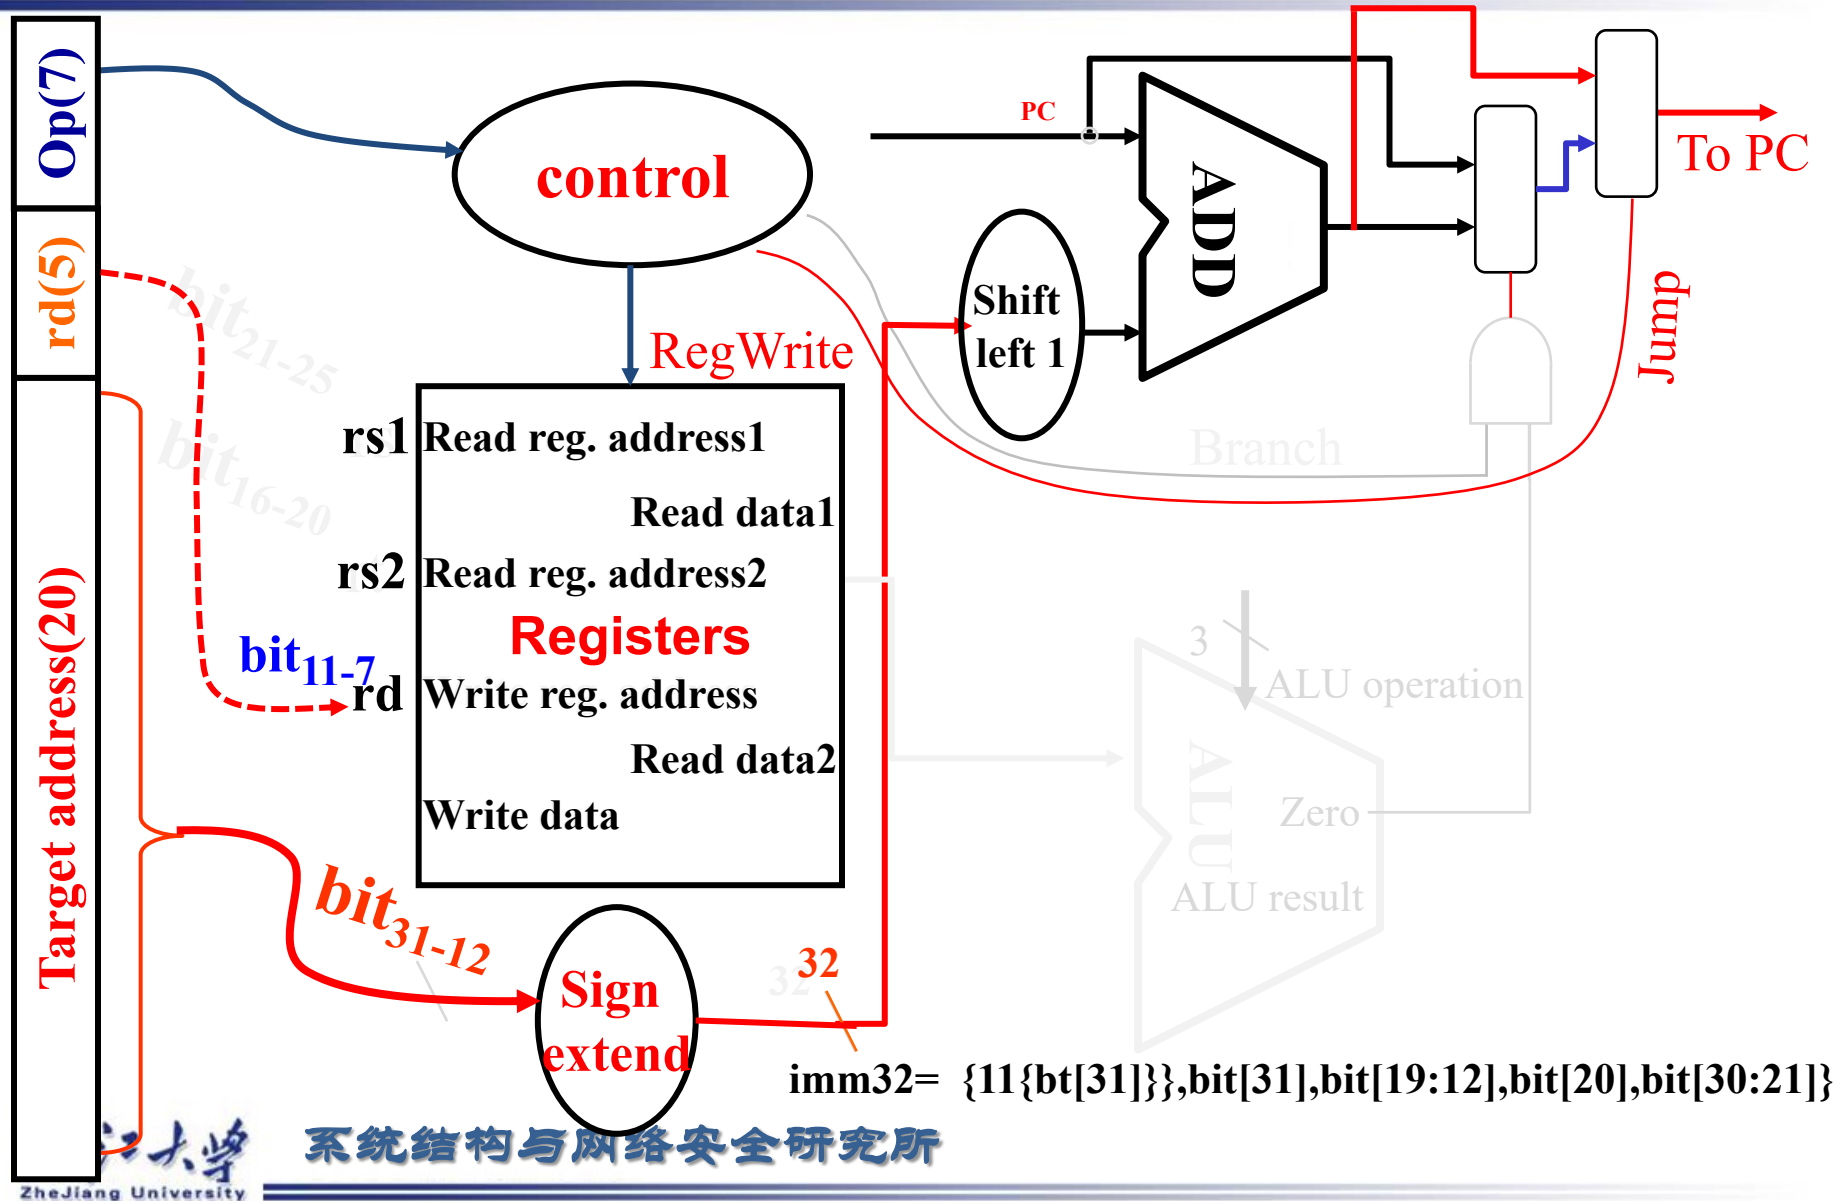 Op(7)
rd(5)
Target address(20)
control
PC
ADD
To PC
Shift
left 1
Jump
RegWrite
bit21-25
bit16-20
Branch
rs1 Read reg. address1
Read data1
rs2 Read reg. address2
Registers
bit11-7
rd Write reg. address
Read data2
Write data
3
ALU operation
ALU
Zero
ALU result
bit31-12
Sign
extend
32
32
imm32= {11{bt[31]}},bit[31],bit[19:12],bit[20],bit[30:21]}
江大学
系统结构与网络安全研究所
ZheJiang University